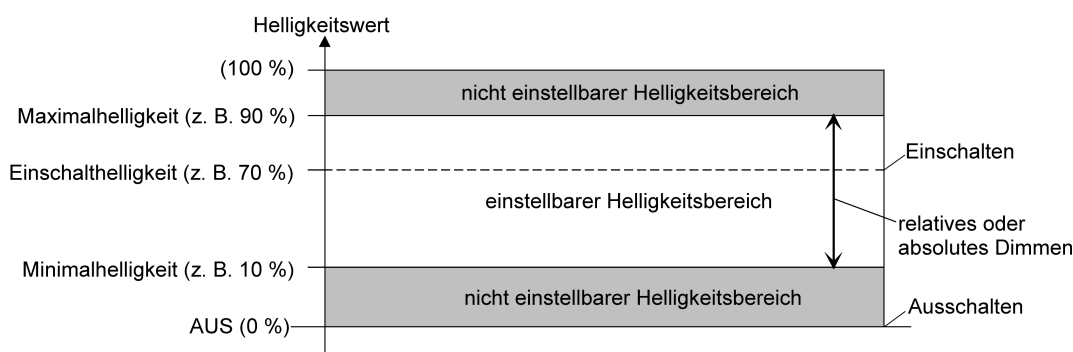 Helligkeitswert
(100 %)
nicht einstellbarer Helligkeitsbereich
Maximalhelligkeit (z. B. 90 %)
Einschalten
Einschalthelligkeit (z. B. 70 %)
einstellbarer Helligkeitsbereich
relatives oder
absolutes Dimmen
Minimalhelligkeit (z. B. 10 %)
nicht einstellbarer Helligkeitsbereich
Ausschalten
AUS (0 %)